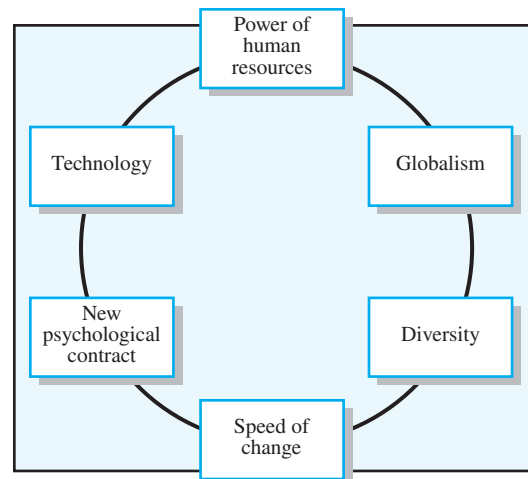 Power of
human
resources
Technology
Globalism
New
psychological
contract
Diversity
Speed of
change